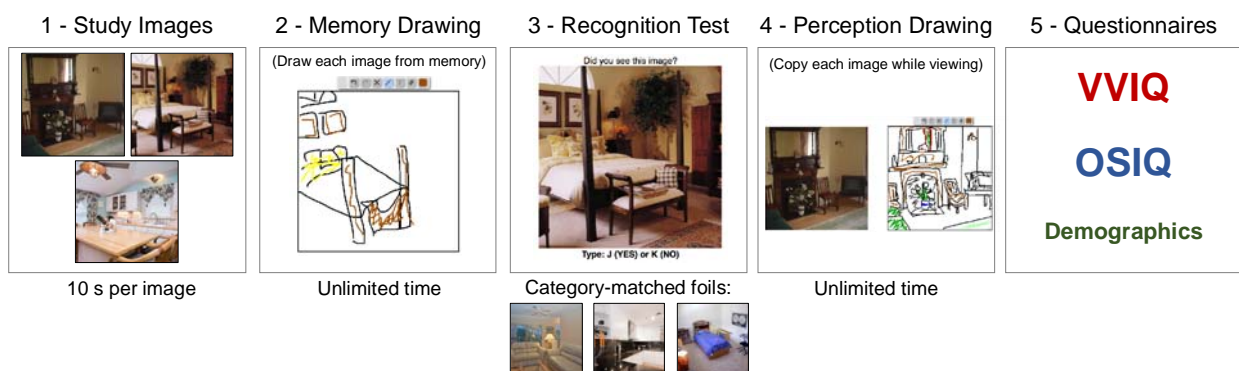 1 - Study Images
2 - Memory Drawing
3 - Recognition Test
4 - Perception Drawing
5 - Questionnaires
(Draw each image from memory)
Did you see this image?
Type: J (YES) or K (NO)
(Copy each image while viewing)
VVIQ
OSIQ
Demographics
10 s per image
Unlimited time
Category-matched foils:
Unlimited time